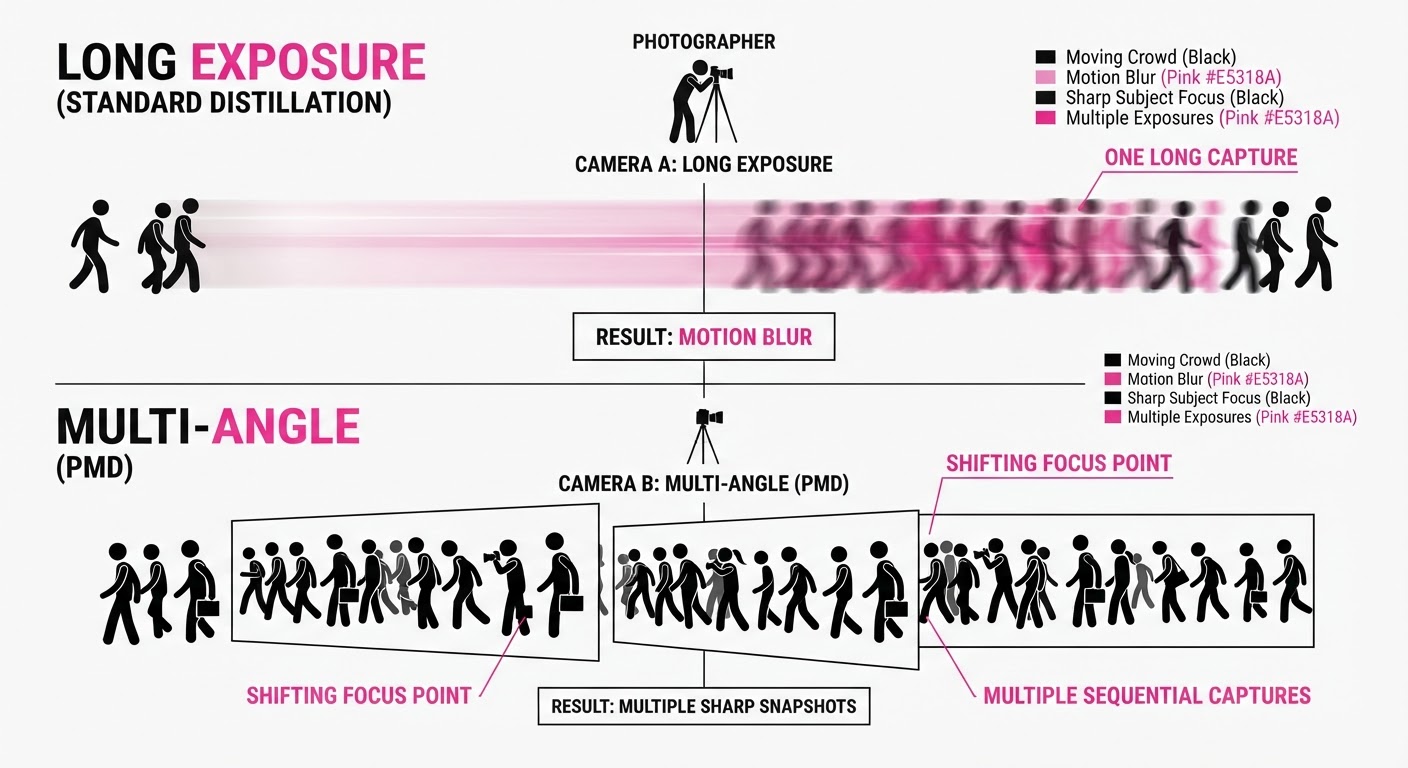 LONG EXPOSURE
(STANDARD DISTILLATION)
PHOTOGRAPHER
CAMERA A: LONG EXPOSURE
Moving Crowd (Black)
Motion Blur (Pink #E5318A)
Sharp Subject Focus (Black)
Multiple Exposures (Pink #E5318A)
ONE LONG CAPTURE
RESULT: MOTION BLUR
Moving Crowd (Black)
Motion Blur (Pink #E5318A)
Sharp Subject Focus (Black)
Multiple Exposures (Pink #E5318A)
MULTI-ANGLE
(PMD)
CAMERA B: MULTI-ANGLE (PMD)
SHIFTING FOCUS POINT
SHIFTING FOCUS POINT
MULTIPLE SEQUENTIAL CAPTURES
RESULT: MULTIPLE SHARP SNAPSHOTS